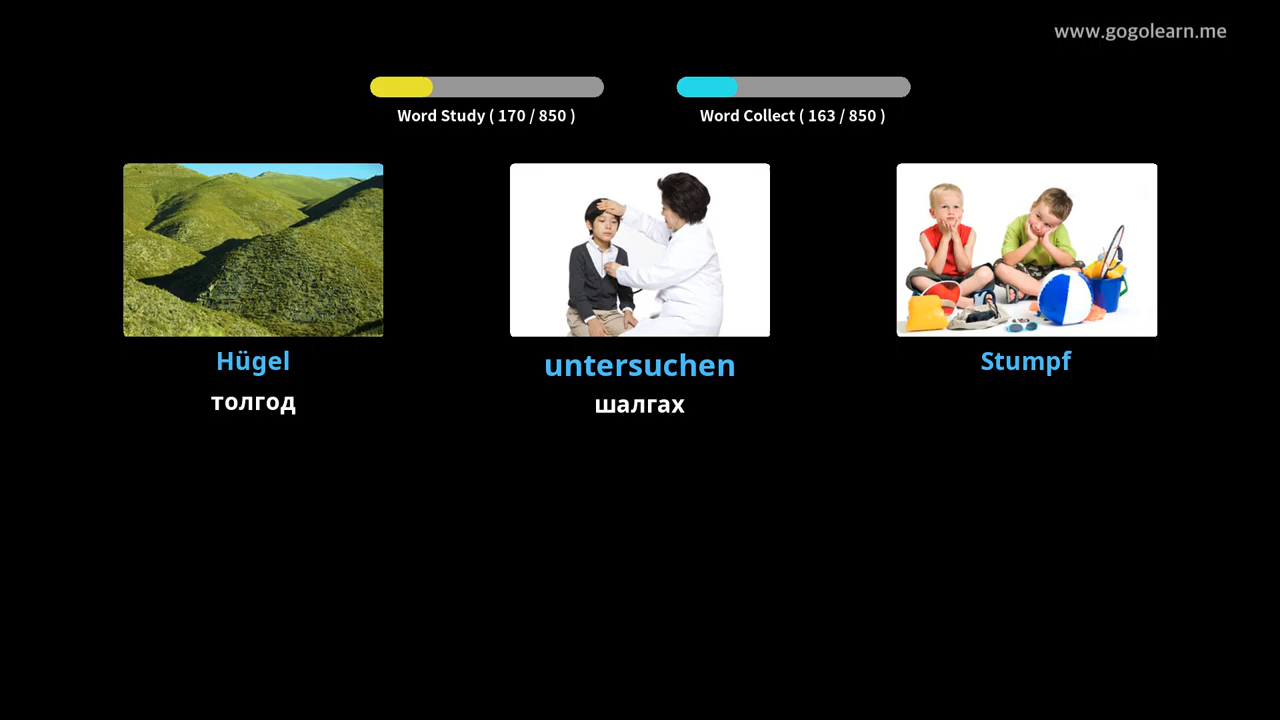 www.gogolearn.me
Word Study ( 170 / 850 )
Word Collect ( 163 / 850 )
Hügel
untersuchen
Stumpf
толгод
шалгах